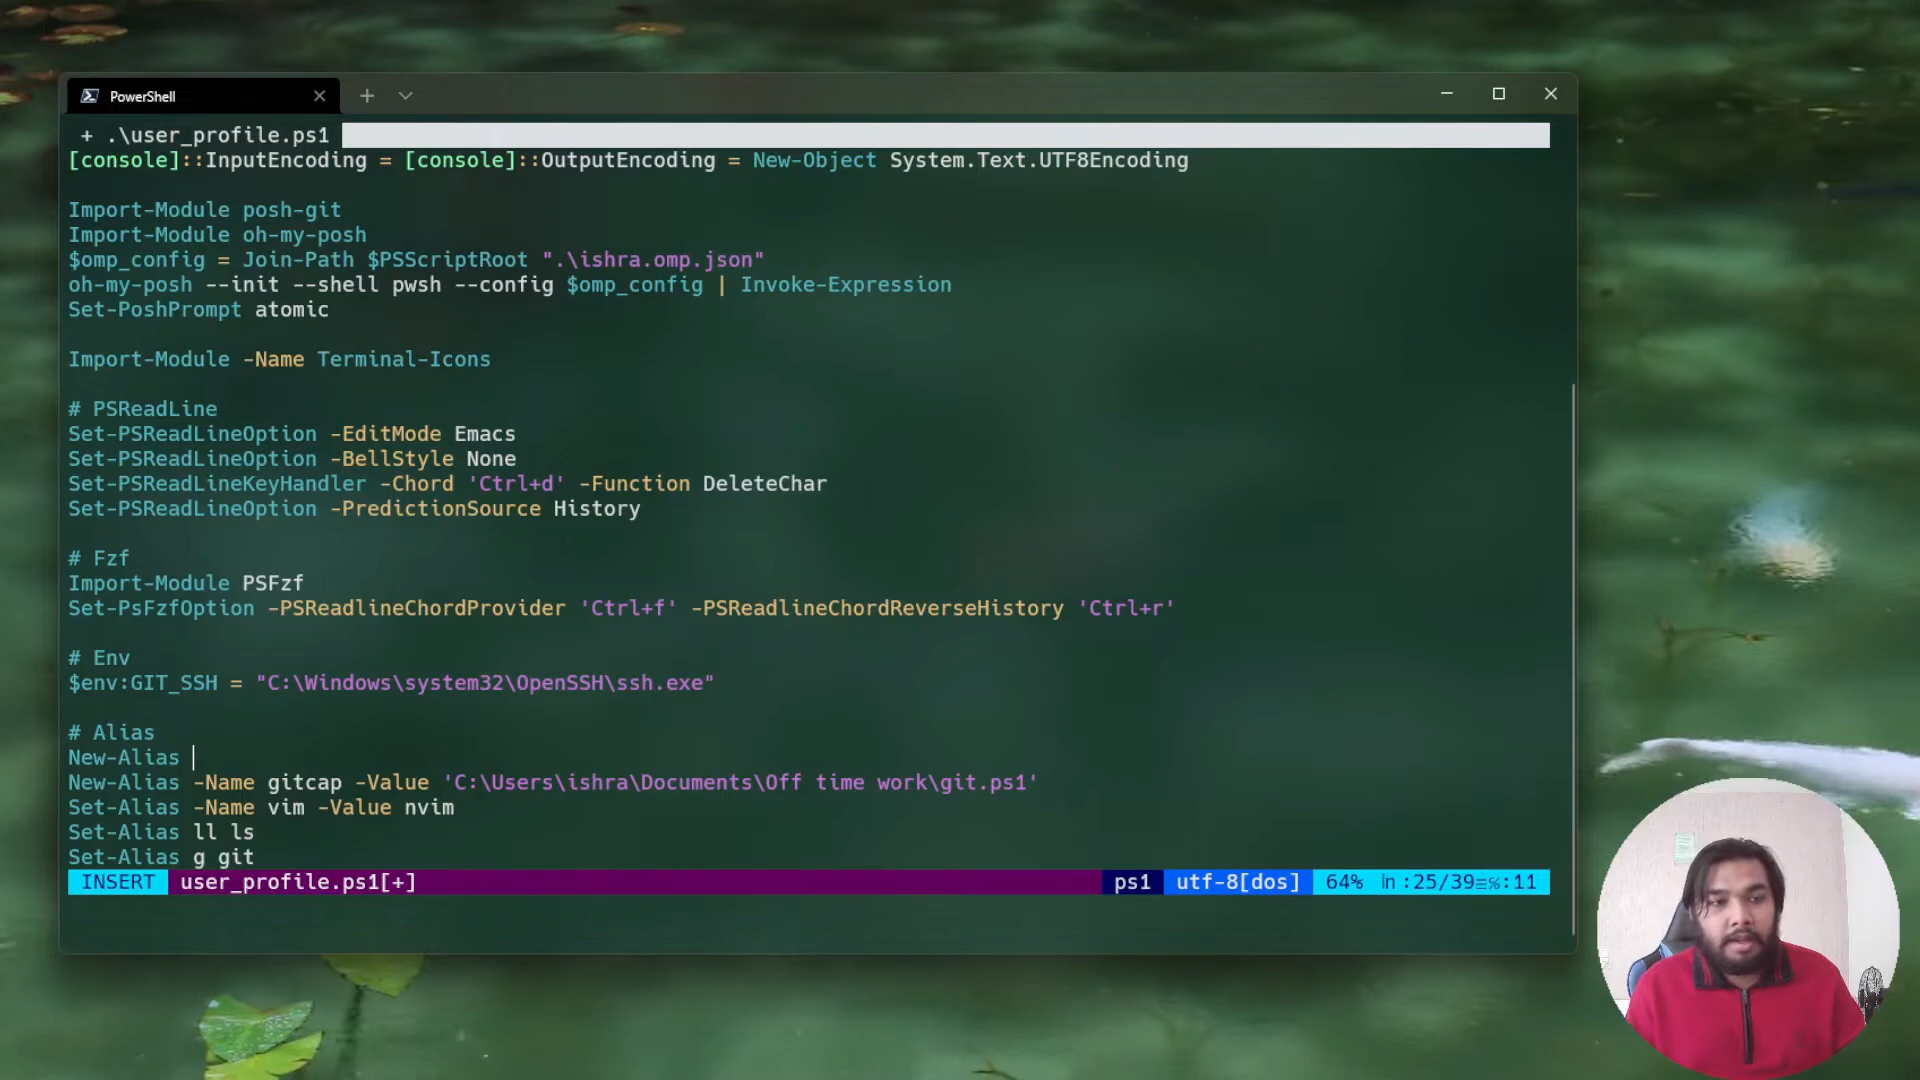 PowerShell
+ .\user_profile.ps1
[console]::InputEncoding = [console]::OutputEncoding = New-Object System.Text.UTF8Encoding
Import-Module posh-git
Import-Module oh-my-posh
$omp_config = Join-Path $PSScriptRoot ".\ishra.omp.json"
oh-my-posh --init --shell pwsh --config $omp_config | Invoke-Expression
Set-PoshPrompt atomic
Import-Module -Name Terminal-Icons
# PSReadLine
Set-PSReadLineOption -EditMode Emacs
Set-PSReadLineOption -BellStyle None
Set-PSReadLineKeyHandler -Chord 'Ctrl+d' -Function DeleteChar
Set-PSReadLineOption -PredictionSource History
# Fzf
Import-Module PSFzf
Set-PsFzfOption -PSReadlineChordProvider 'Ctrl+f' -PSReadlineChordReverseHistory 'Ctrl+r'
# Env
$env:GIT_SSH = "C:\Windows\system32\OpenSSH\ssh.exe"
# Alias
New-Alias
New-Alias -Name gitcap -Value 'C:\Users\ishra\Documents\Off time work\git.ps1'
Set-Alias -Name vim -Value nvim
Set-Alias ll ls
Set-Alias g git
INSERT user_profile.ps1[+] ps1 utf-8[dos] 64% ㏑:25/39≡℅:11